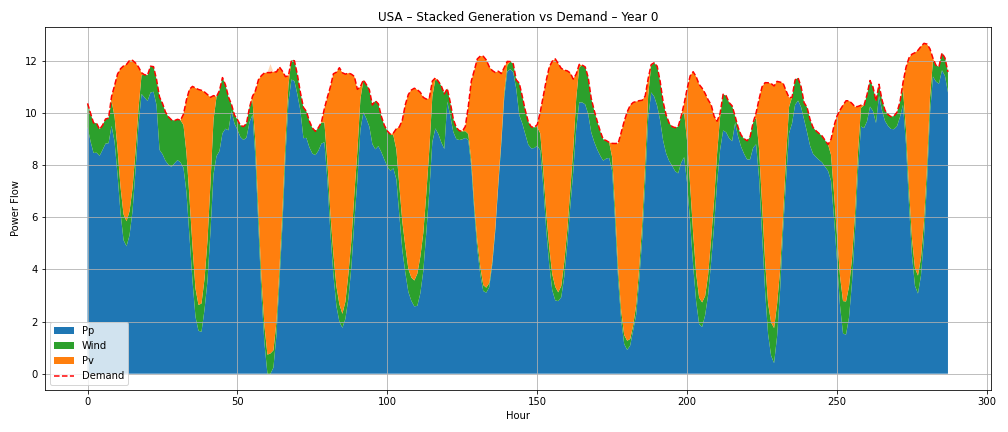 USA – Stacked Generation vs Demand – Year 0
Power Flow
12
10
8
6
4
2
0
Pp
Wind
Pv
Demand
0 50 100 150 200 250 300
Hour